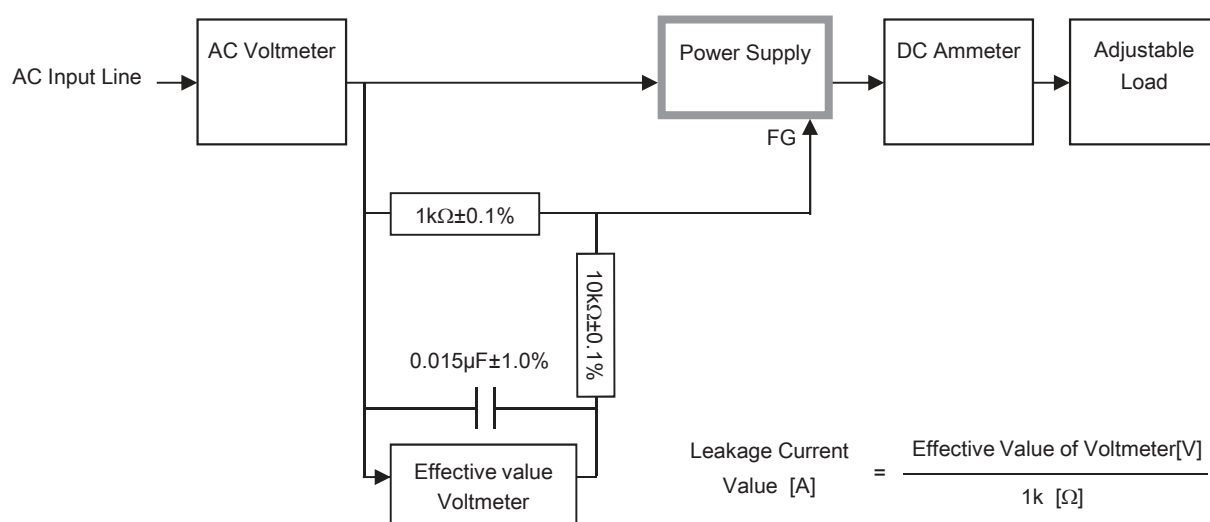 AC Input Line
AC Voltmeter
Power Supply
DC Ammeter
Adjustable
Load
FG
1kΩ±0.1%
10kΩ±0.1%
0.015µF±1.0%
Effective value
Voltmeter
Leakage Current
Value [A]
=
Effective Value of Voltmeter[V]
1k [Ω]